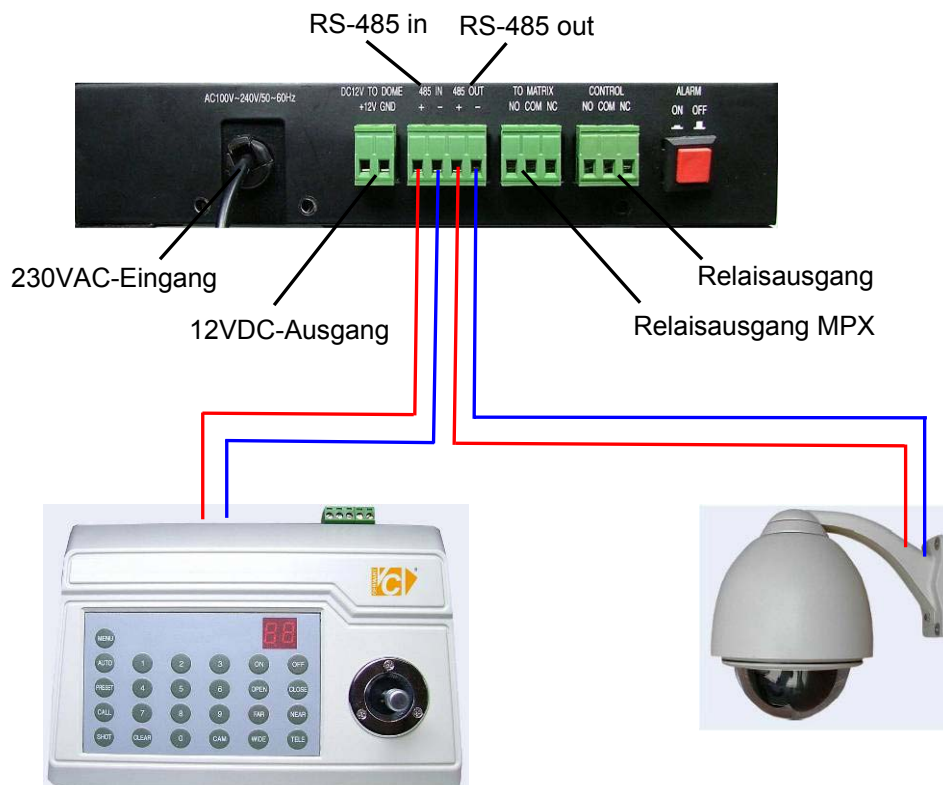 RS-485 in
RS-485 out
AC100V~240V/50~60Hz
DC12V TO DOME
+12V GND
485 IN
+ −
485 OUT
+ −
TO MATRIX
NO COM NC
CONTROL
NO COM NC
ALARM
ON OFF
230VAC-Eingang
12VDC-Ausgang
Relaisausgang
Relaisausgang MPX
VC
88
MENU
AUTO 1 2 3 ON OFF
PRESET 4 5 6 OPEN CLOSE
CALL 7 8 9 FAR NEAR
SHOT CLEAR 0 CAM WIDE TELE